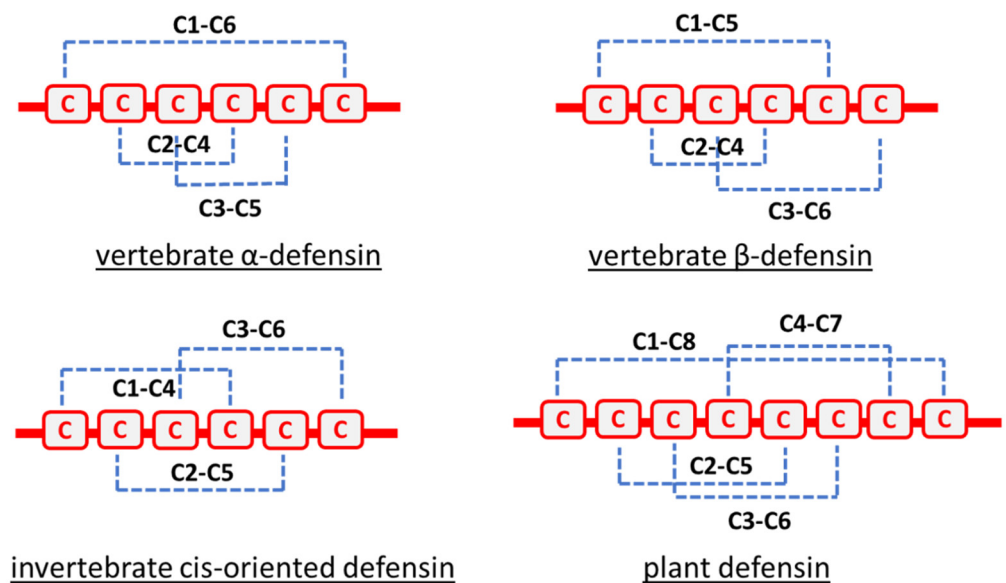 C1-C6
C C C C C C
C2-C4
C3-C5
vertebrate α-defensin
C1-C5
C C C C C C
C2-C4
C3-C6
vertebrate β-defensin
C3-C6
C1-C4
C C C C C C
C2-C5
invertebrate cis-oriented defensin
C4-C7
C1-C8
C C C C C C C C
C2-C5
C3-C6
plant defensin